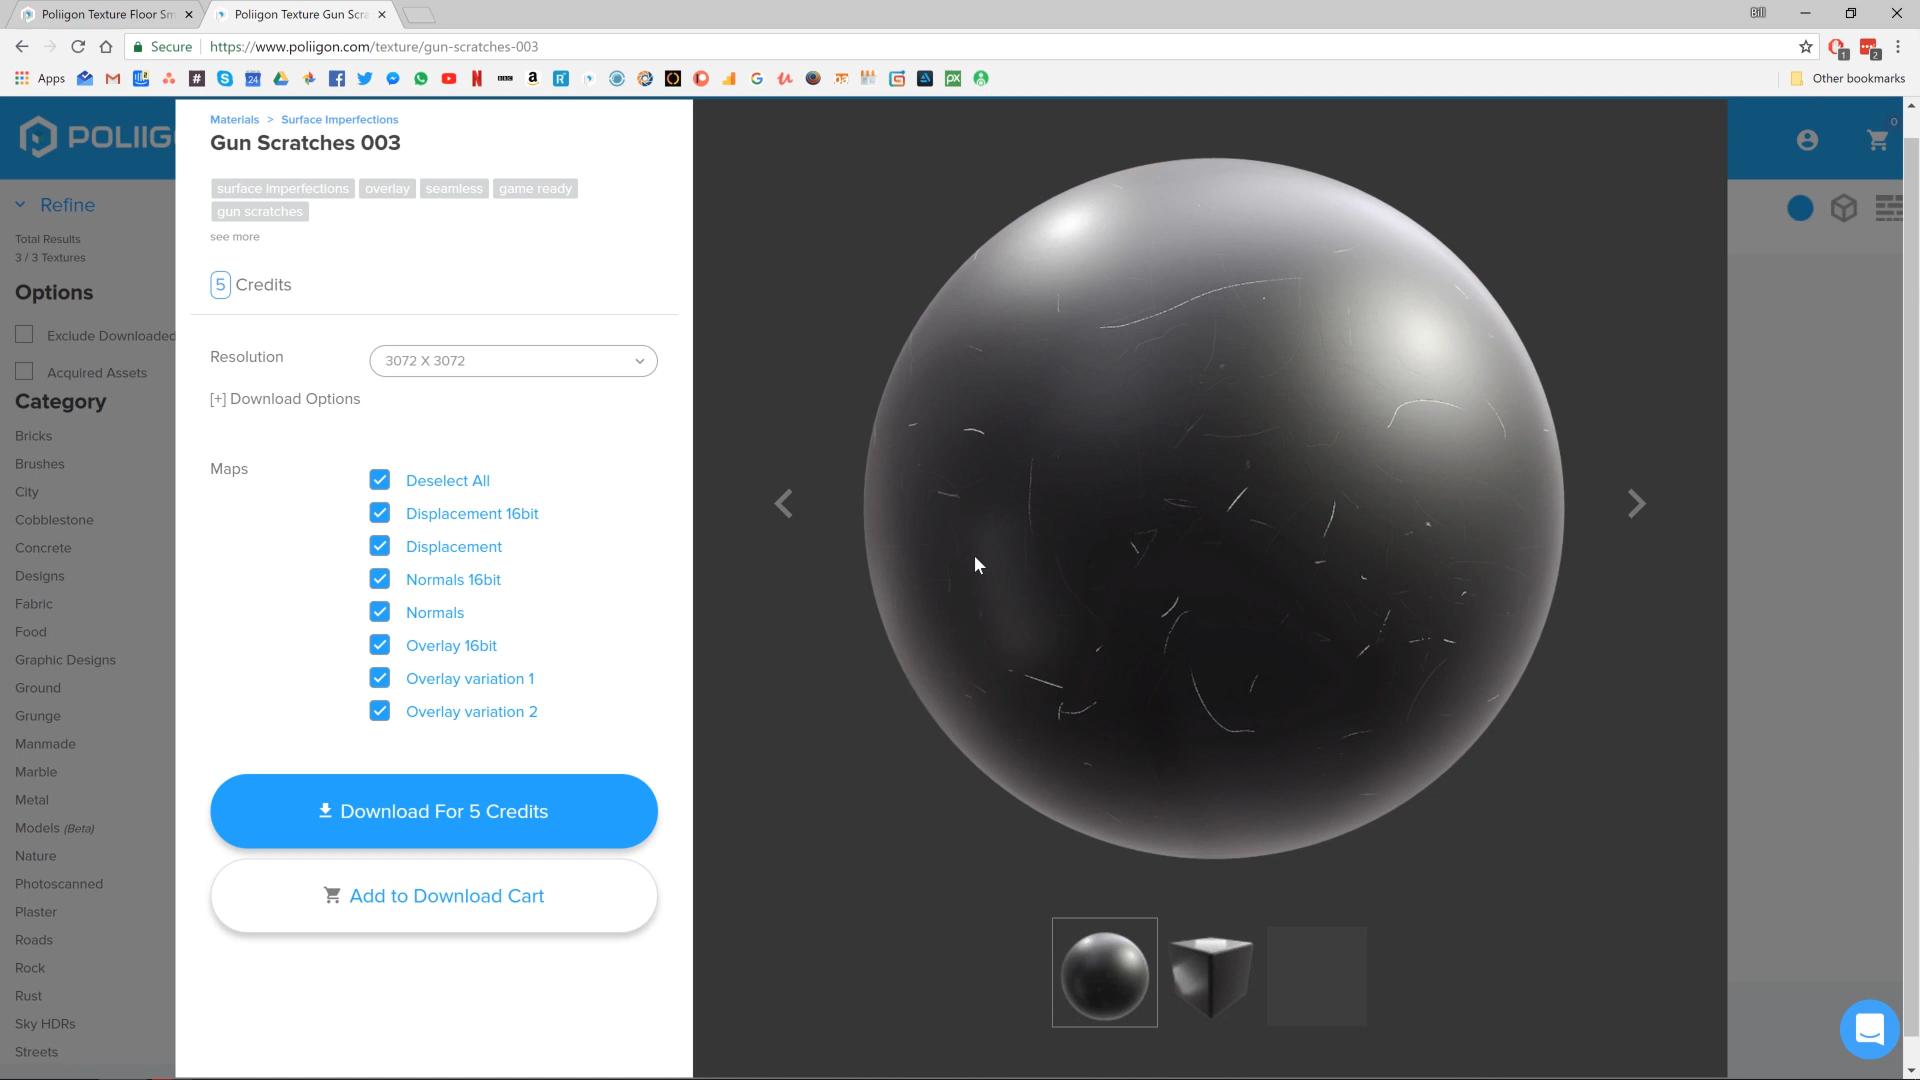 Poliigon Texture Floor Sm
Poliigon Texture Gun Scra
Bill
Secure
https://www.poliigon.com/texture/gun-scratches-003
1
2
Apps
24
Other bookmarks
POLIIG
0
Refine
Total Results
3 / 3 Textures
Options
Exclude Downloaded
Acquired Assets
Category
Bricks
Brushes
City
Cobblestone
Concrete
Designs
Fabric
Food
Graphic Designs
Ground
Grunge
Manmade
Marble
Metal
Models (Beta)
Nature
Photoscanned
Plaster
Roads
Rock
Rust
Sky HDRs
Streets
Materials > Surface Imperfections
Gun Scratches 003
surface imperfections overlay seamless game ready
gun scratches
see more
5 Credits
Resolution
3072 X 3072
[+] Download Options
Maps
Deselect All
Displacement 16bit
Displacement
Normals 16bit
Normals
Overlay 16bit
Overlay variation 1
Overlay variation 2
Download For 5 Credits
Add to Download Cart